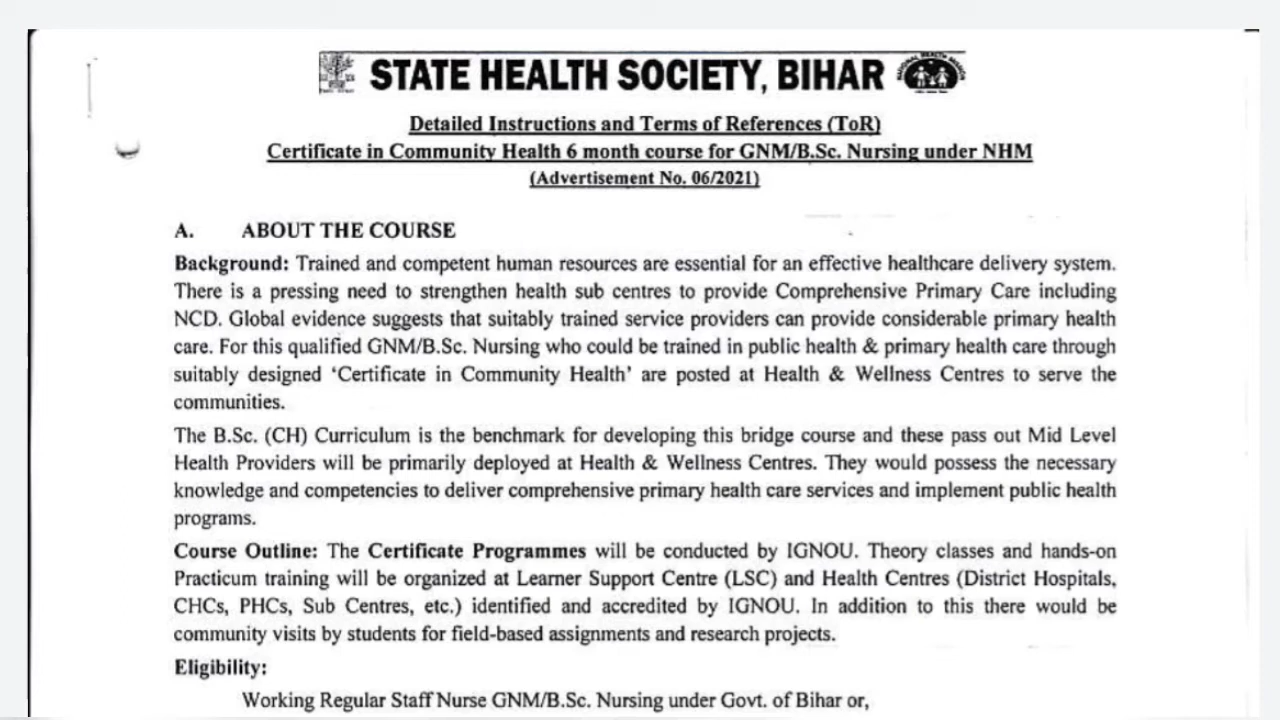 STATE HEALTH SOCIETY, BIHAR
Detailed Instructions and Terms of References (ToR)
Certificate in Community Health 6 month course for GNM/B.Sc. Nursing under NHM
(Advertisement No. 06/2021)
A. ABOUT THE COURSE
Background: Trained and competent human resources are essential for an effective healthcare delivery system.
There is a pressing need to strengthen health sub centres to provide Comprehensive Primary Care including
NCD. Global evidence suggests that suitably trained service providers can provide considerable primary health
care. For this qualified GNM/B.Sc. Nursing who could be trained in public health & primary health care through
suitably designed ‘Certificate in Community Health’ are posted at Health & Wellness Centres to serve the
communities.
The B.Sc. (CH) Curriculum is the benchmark for developing this bridge course and these pass out Mid Level
Health Providers will be primarily deployed at Health & Wellness Centres. They would possess the necessary
knowledge and competencies to deliver comprehensive primary health care services and implement public health
programs.
Course Outline: The Certificate Programmes will be conducted by IGNOU. Theory classes and hands-on
Practicum training will be organized at Learner Support Centre (LSC) and Health Centres (District Hospitals,
CHCs, PHCs, Sub Centres, etc.) identified and accredited by IGNOU. In addition to this there would be
community visits by students for field-based assignments and research projects.
Eligibility:
Working Regular Staff Nurse GNM/B.Sc. Nursing under Govt. of Bihar or,